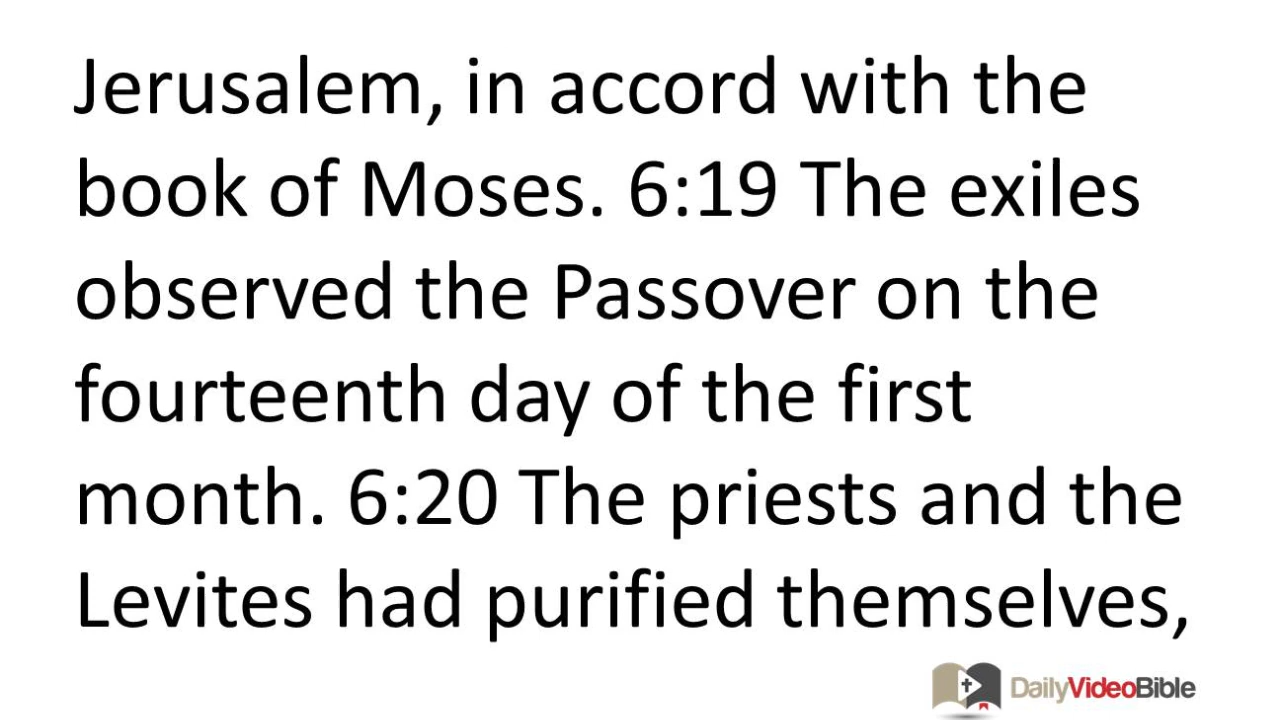 Jerusalem, in accord with the
book of Moses. 6:19 The exiles
observed the Passover on the
fourteenth day of the first
month. 6:20 The priests and the
Levites had purified themselves,
DailyVideoBible